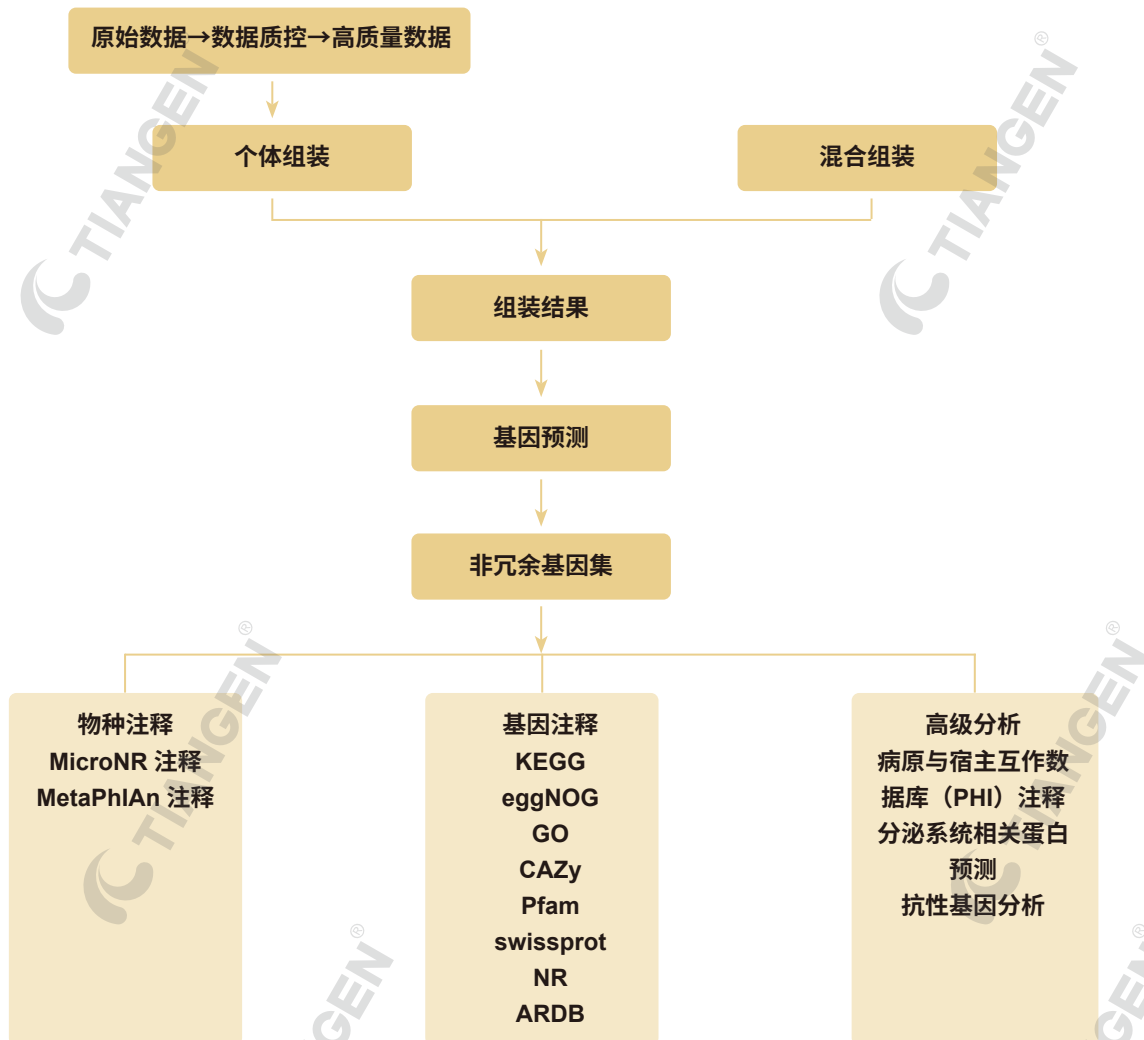 原始数据→数据质控→高质量数据
个体组装
混合组装
组装结果
基因预测
非冗余基因集
物种注释
MicroNR 注释
MetaPhlAn 注释
基因注释
KEGG
eggNOG
GO
CAZy
Pfam
swissprot
NR
ARDB
高级分析
病原与宿主互作数
据库（PHI）注释
分泌系统相关蛋白
预测
抗性基因分析
TIANGEN®
TIANGEN®
TIANGEN®
TIANGEN®
GEN®
GEN®